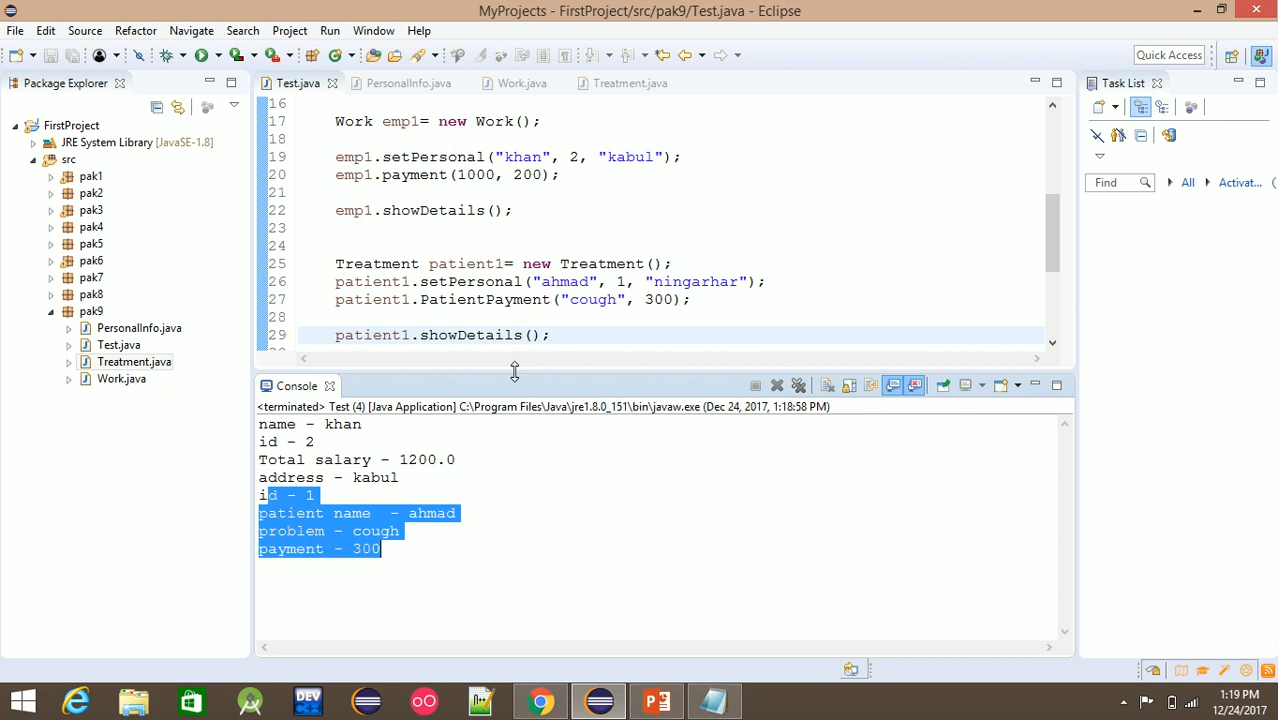 MyProjects - FirstProject/src/pak9/Test.java - Eclipse
File Edit Source Refactor Navigate Search Project Run Window Help
Quick Access
Package Explorer
Test.java PersonalInfo.java Work.java Treatment.java
Task List
FirstProject
JRE System Library [JavaSE-1.8]
src
pak1
pak2
pak3
pak4
pak5
pak6
pak7
pak8
pak9
PersonalInfo.java
Test.java
Treatment.java
Work.java
16
17 Work emp1= new Work();
18
19 emp1.setPersonal("khan", 2, "kabul");
20 emp1.payment(1000, 200);
21
22 emp1.showDetails();
23
24
25 Treatment patient1= new Treatment();
26 patient1.setPersonal("ahmad", 1, "ningarhar");
27 patient1.PatientPayment("cough", 300);
28
29 patient1.showDetails();
Find All Activat...
Console
<terminated> Test (4) [Java Application] C:\Program Files\Java\jre1.8.0_151\bin\javaw.exe (Dec 24, 2017, 1:18:58 PM)
name - khan
id - 2
Total salary - 1200.0
address - kabul
id - 1
patient name  - ahmad
problem - cough
payment - 300
DEV
1:19 PM
12/24/2017